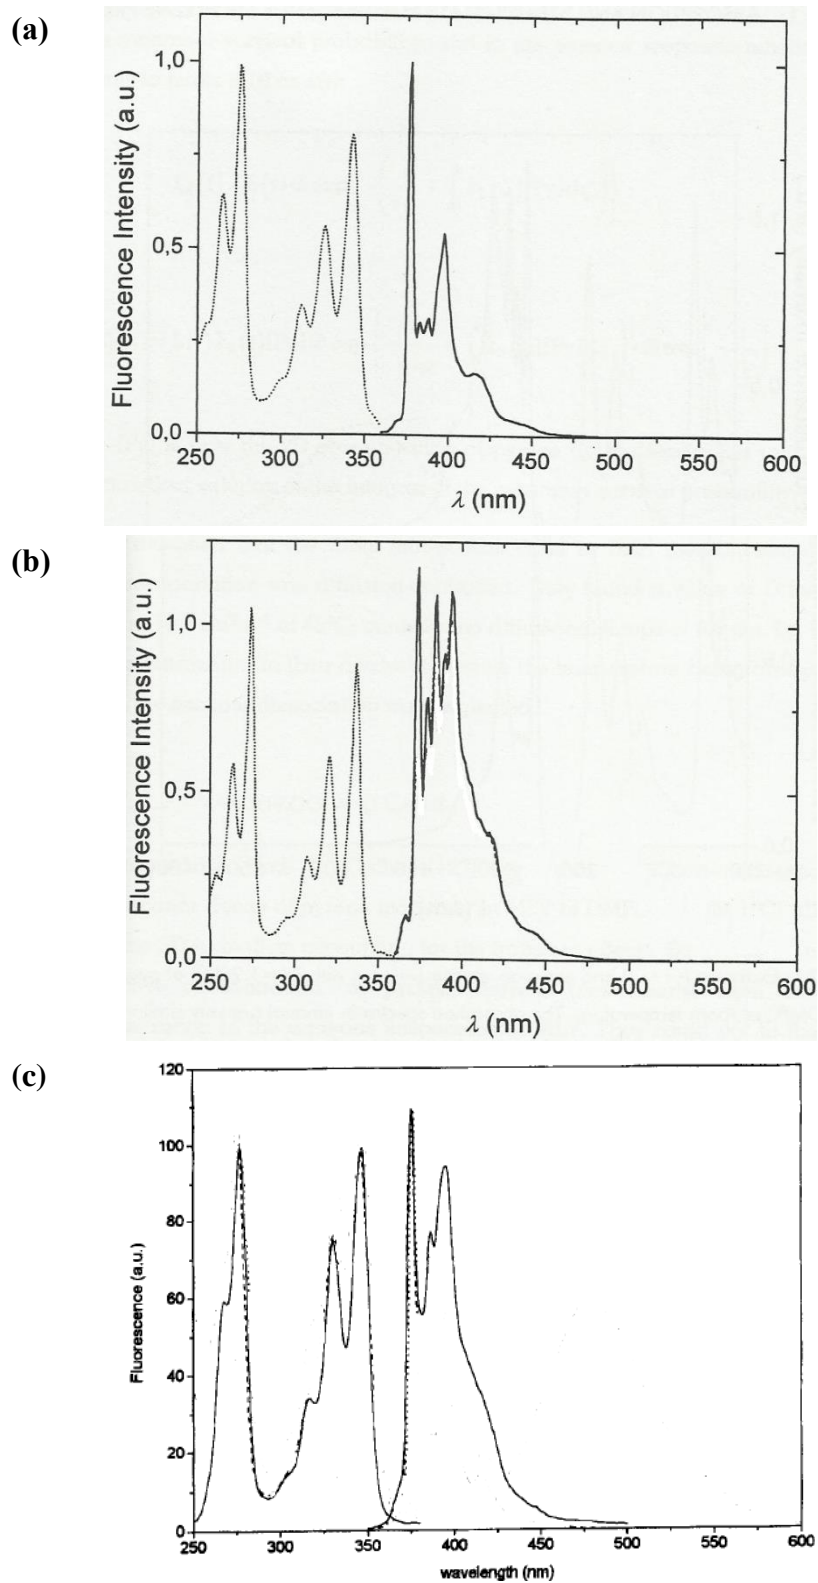 (a)
Fluorescence Intensity (a.u.)
1,0
0,5
0,0
250 300 350 400 450 500 550 600
λ (nm)
(b)
Fluorescence Intensity (a.u.)
1,0
0,5
0,0
250 300 350 400 450 500 550 600
λ (nm)
(c)
Fluorescence (a.u.)
120
100
80
60
40
20
0
250 300 350 400 450 500 550 600
wavelength (nm)